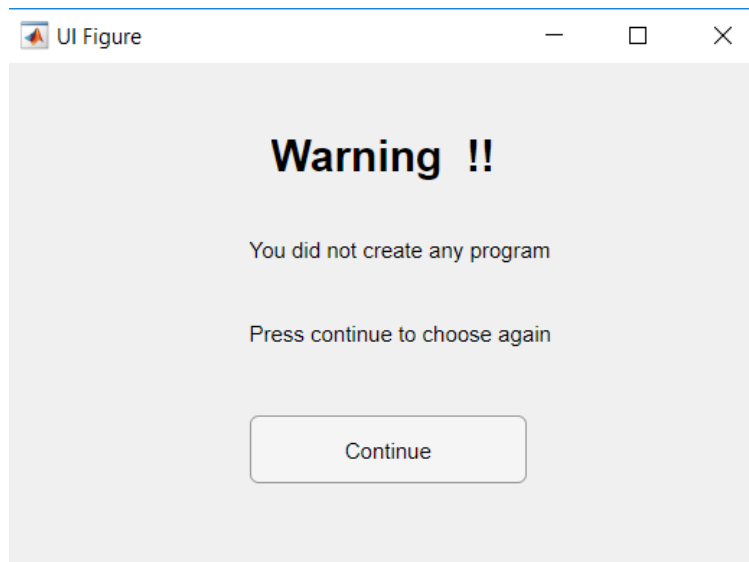 UI Figure
Warning !!
You did not create any program
Press continue to choose again
Continue